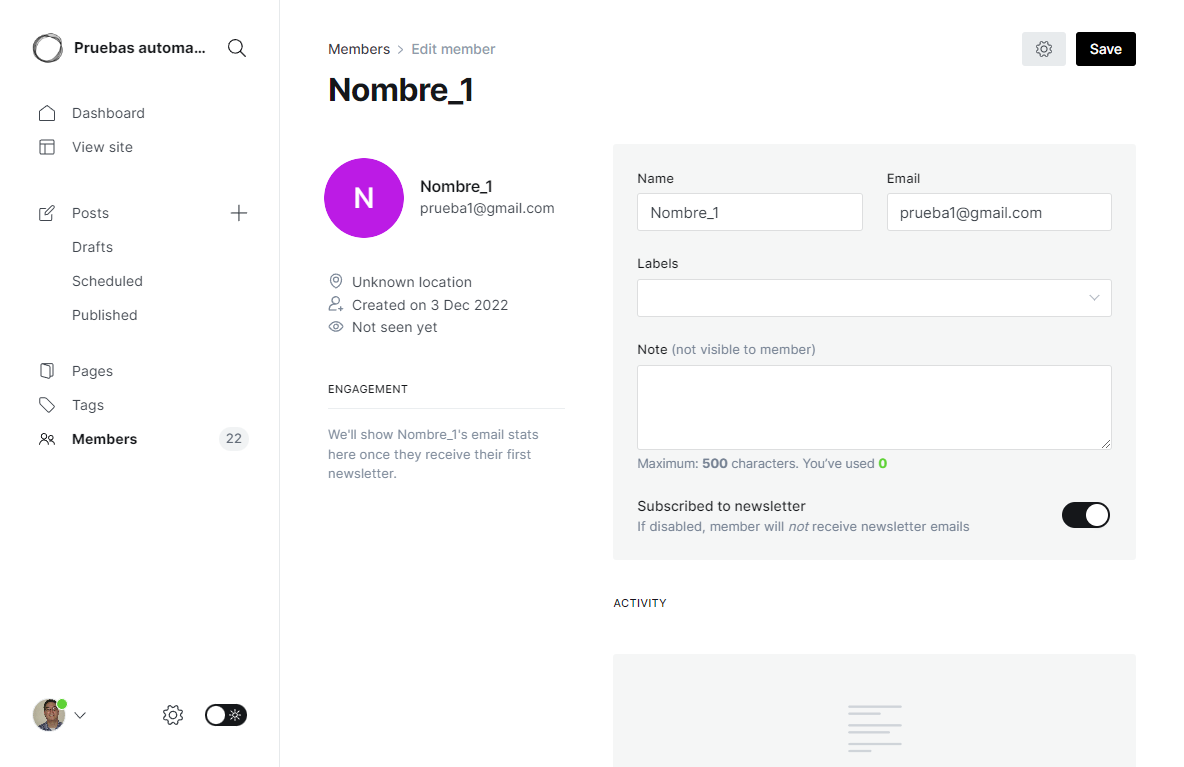 Pruebas automa...
Dashboard
View site
Posts
Drafts
Scheduled
Published
Pages
Tags
Members 22
Members > Edit member
Save
Nombre_1
N
Nombre_1
prueba1@gmail.com
Unknown location
Created on 3 Dec 2022
Not seen yet
ENGAGEMENT
We'll show Nombre_1's email stats
here once they receive their first
newsletter.
Name Email
Nombre_1 prueba1@gmail.com
Labels
Note (not visible to member)
Maximum: 500 characters. You've used 0
Subscribed to newsletter
If disabled, member will not receive newsletter emails
ACTIVITY